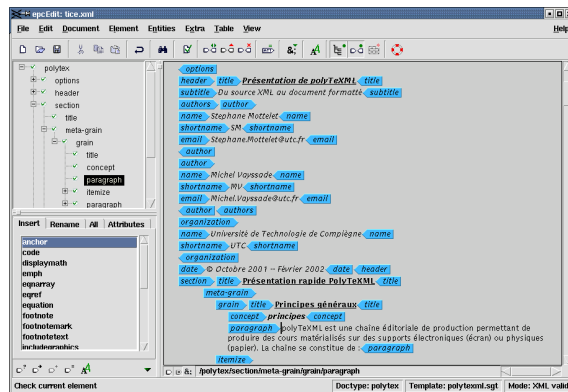 epcEdit: tice.xml
File Edit Document Element Entities Extra Table View Help
polytex
options
header
section
title
meta-grain
grain
title
concept
paragraph
itemize
paragraph
Insert Rename All Attributes
anchor
code
displaymath
emph
eqnarray
eqref
equation
footnote
footnotemark
footnotetext
includegraphics
options
header title Présentation de polyTeXML title
subtitle Du source XML au document formatté subtitle
authors author
name Stephane Mottelet name
shortname SM shortname
email Stephane.Mottelet@utc.fr email
author
author
name Michel Vayssade name
shortname MV shortname
email Michel.Vayssade@utc.fr email
author authors
organization
name Université de Technologie de Compiègne name
shortname UTC shortname
organization
date © Octobre 2001 -- Février 2002 date header
section title Présentation rapide PolyTeXML title
meta-grain
grain title Principes généraux title
concept principes concept
paragraph polyTeXML est une chaîne éditoriale de production permettant de
produire des cours matérialisés sur des supports électroniques (écran) ou physiques
(papier). La chaîne se constitue de : paragraph
itemize
/polytex/section/meta-grain/grain/paragraph
Check current element Doctype: polytex Template: polytexml.sgt Mode: XML valid